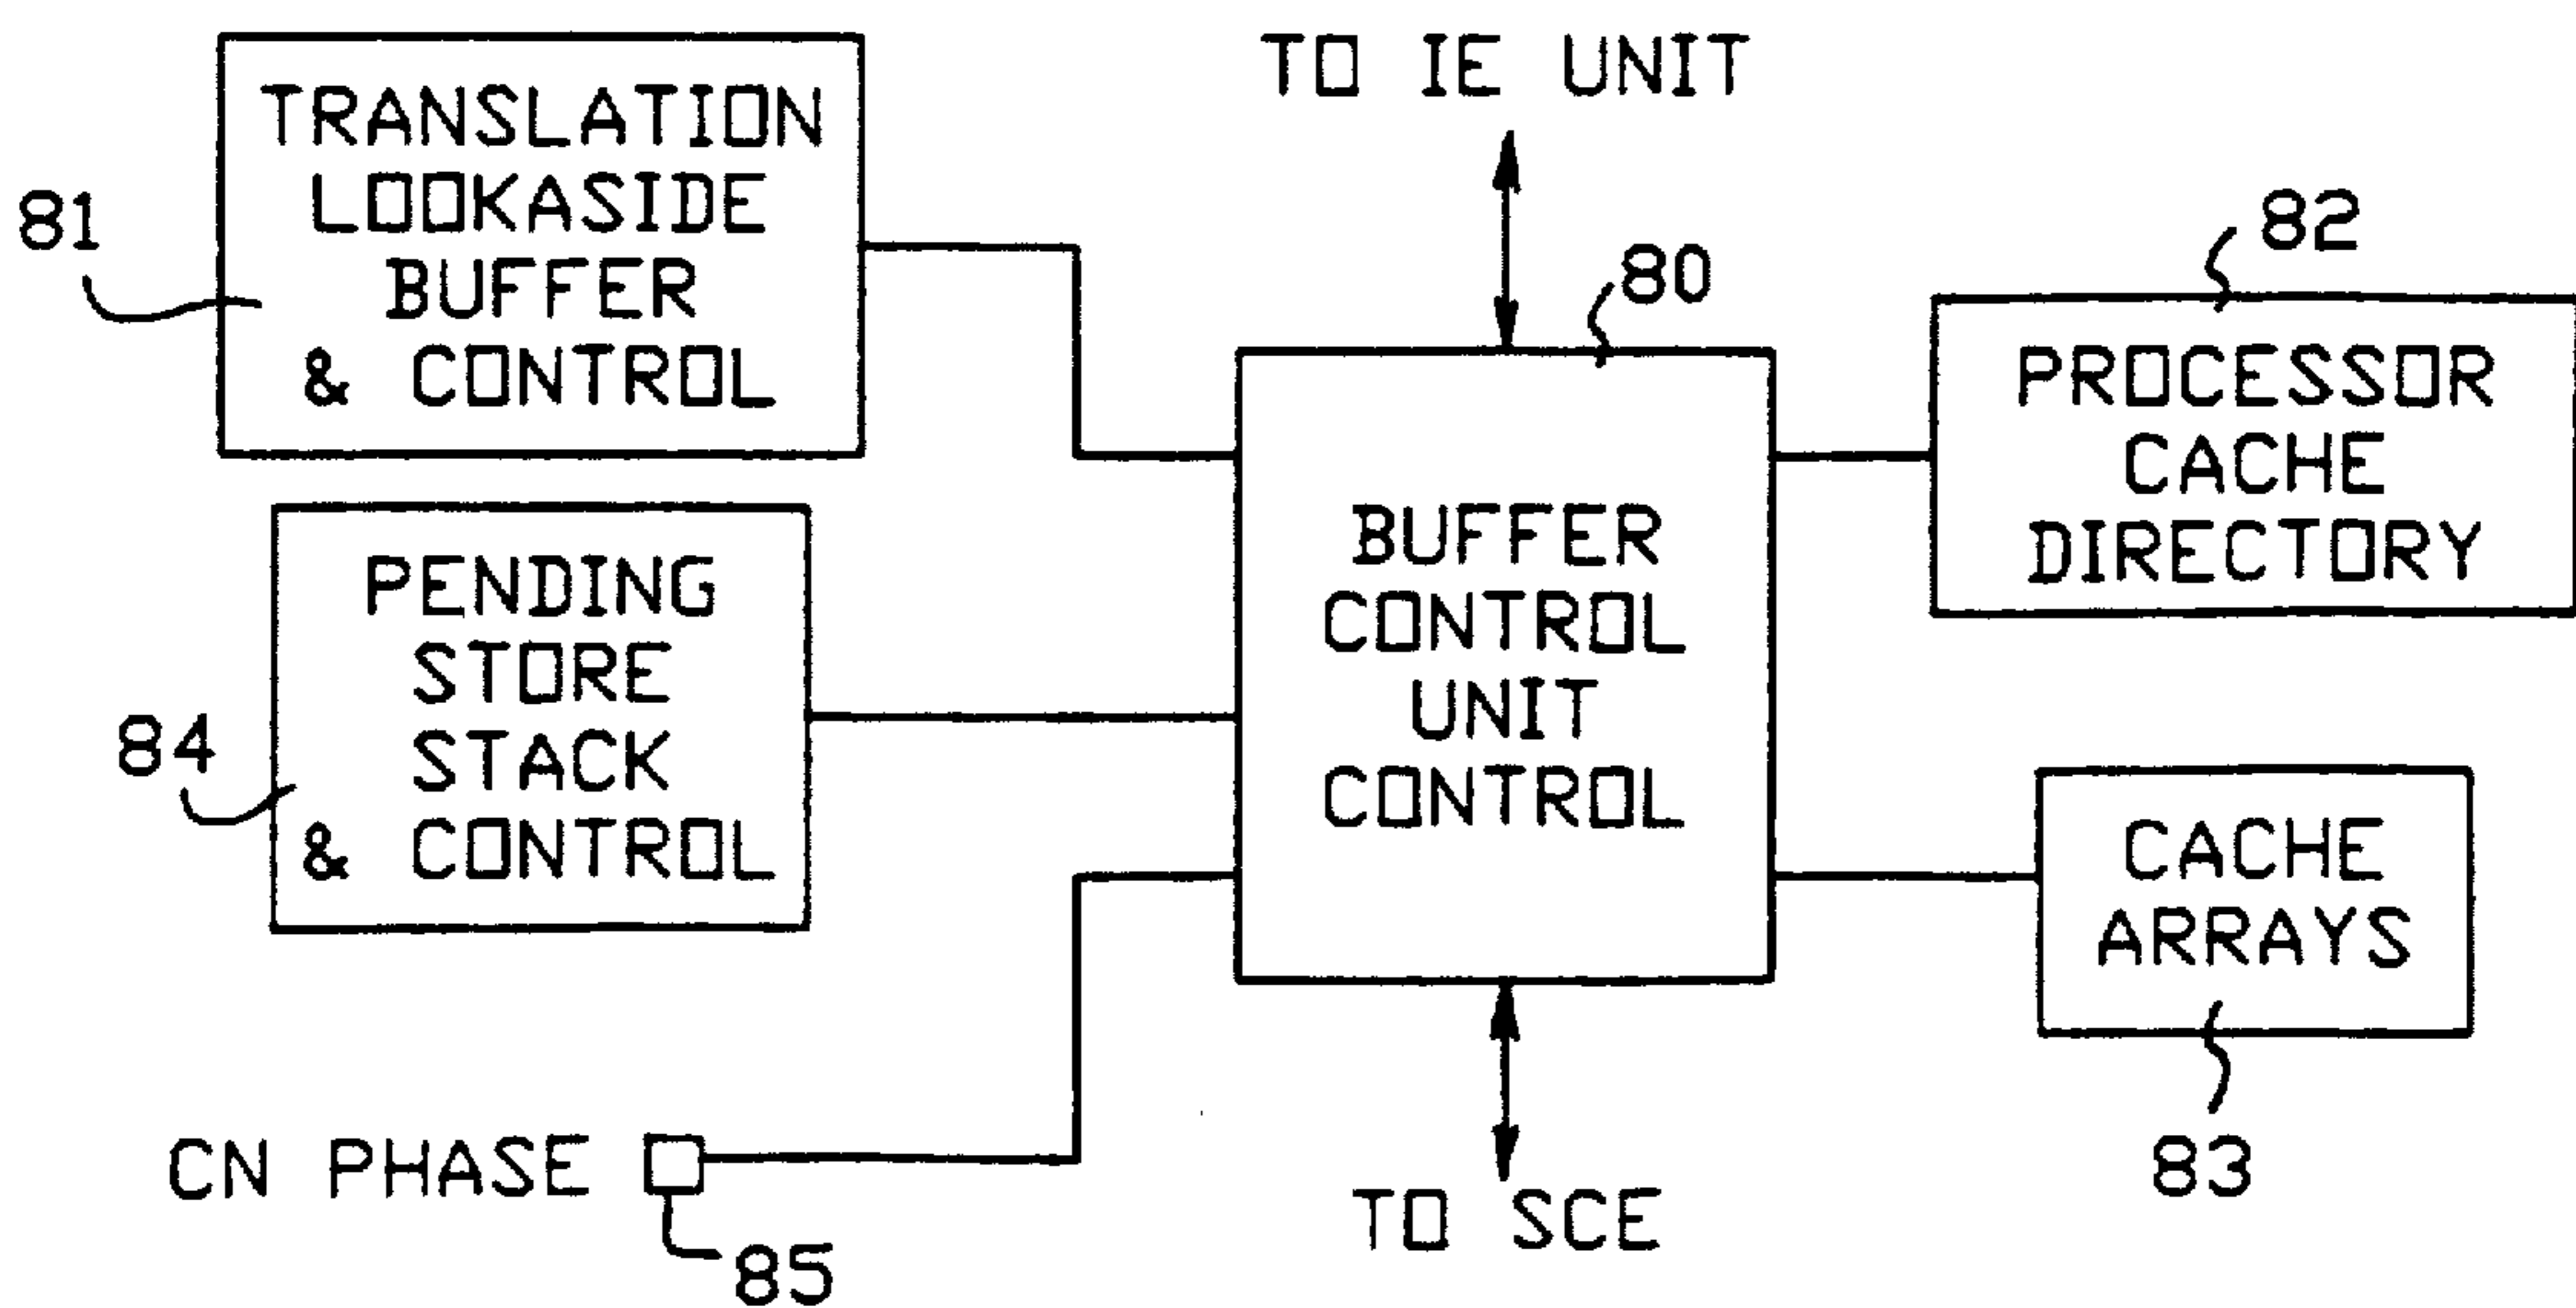 TO IE UNIT
81
TRANSLATION
LOOKASIDE
BUFFER
& CONTROL
80
82
PROCESSOR
CACHE
DIRECTORY
84
PENDING
STORE
STACK
& CONTROL
BUFFER
CONTROL
UNIT
CONTROL
CACHE
ARRAYS
83
CN PHASE
85
TO SCE